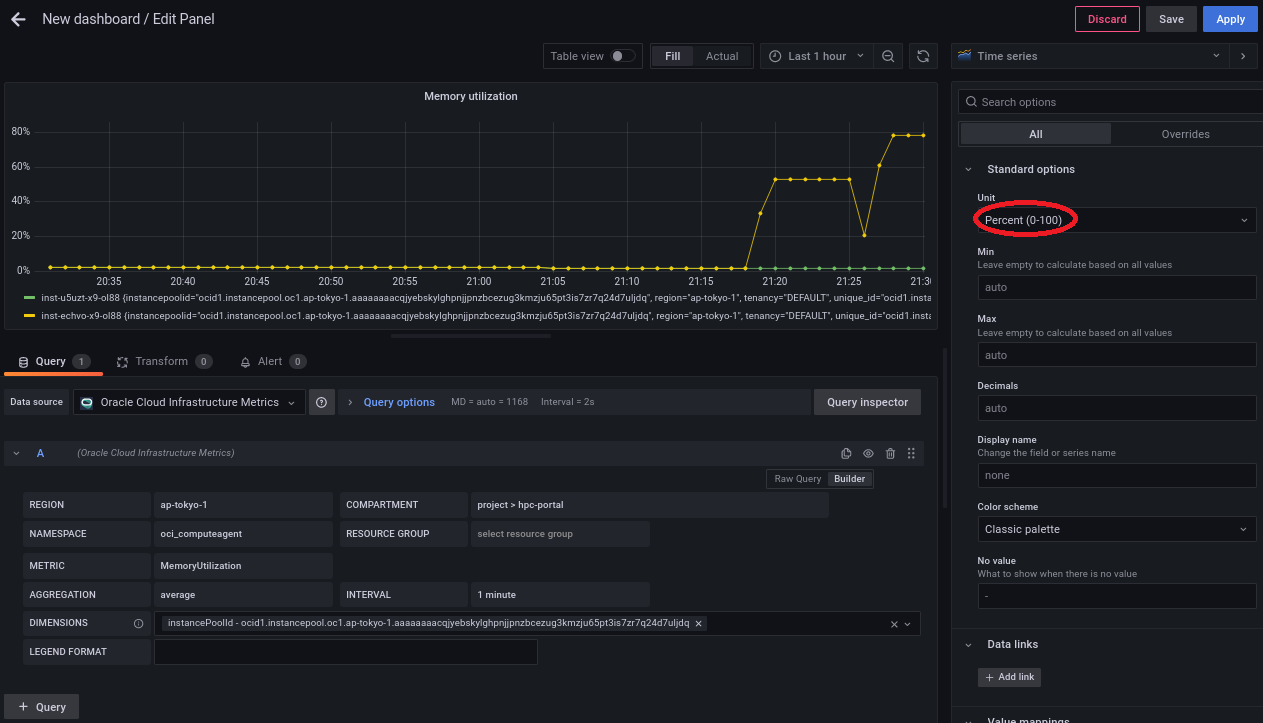 New dashboard / Edit Panel
Discard
Save
Apply
Table view
Fill
Actual
Last 1 hour
Time series
Memory utilization
80%
60%
40%
20%
0%
20:35
20:40
20:45
20:50
20:55
21:00
21:05
21:10
21:15
21:20
21:25
21:30
inst-u5uzt-x9-ol88 {instancepoolid="ocid1.instancepool.oc1.ap-tokyo-1.aaaaaaaacqjyebskylghpnjjpnzbcezug3kmzju65pt3is7zr7q24d7uljdq", region="ap-tokyo-1", tenancy="DEFAULT", unique_id="ocid1.insta
inst-echvo-x9-ol88 {instancepoolid="ocid1.instancepool.oc1.ap-tokyo-1.aaaaaaaacqjyebskylghpnjjpnzbcezug3kmzju65pt3is7zr7q24d7uljdq", region="ap-tokyo-1", tenancy="DEFAULT", unique_id="ocid1.insta
Query 1
Transform 0
Alert 0
Data source
Oracle Cloud Infrastructure Metrics
Query options
MD = auto = 1168
Interval = 2s
Query inspector
A
(Oracle Cloud Infrastructure Metrics)
Raw Query
Builder
REGION
ap-tokyo-1
COMPARTMENT
project > hpc-portal
NAMESPACE
oci_computeagent
RESOURCE GROUP
select resource group
METRIC
MemoryUtilization
AGGREGATION
average
INTERVAL
1 minute
DIMENSIONS
instancePoolId - ocid1.instancepool.oc1.ap-tokyo-1.aaaaaaaacqjyebskylghpnjjpnzbcezug3kmzju65pt3is7zr7q24d7uljdq
LEGEND FORMAT
+ Query
Search options
All
Overrides
Standard options
Unit
Percent (0-100)
Min
Leave empty to calculate based on all values
auto
Max
Leave empty to calculate based on all values
auto
Decimals
auto
Display name
Change the field or series name
none
Color scheme
Classic palette
No value
What to show when there is no value
-
Data links
+ Add link
Value mappings